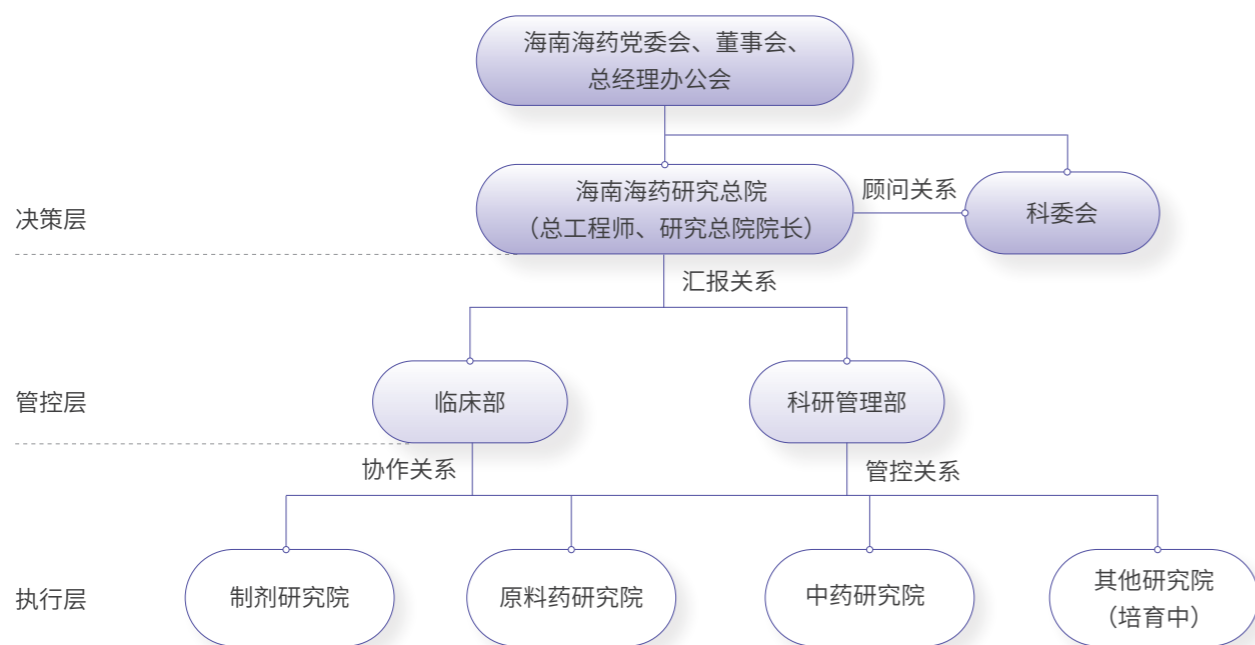 海南海药党委会、董事会、
总经理办公会
海南海药研究总院
（总工程师、研究总院院长）
顾问关系
科委会
决策层
汇报关系
管控层
临床部
科研管理部
协作关系
管控关系
执行层
制剂研究院
原料药研究院
中药研究院
其他研究院
（培育中）